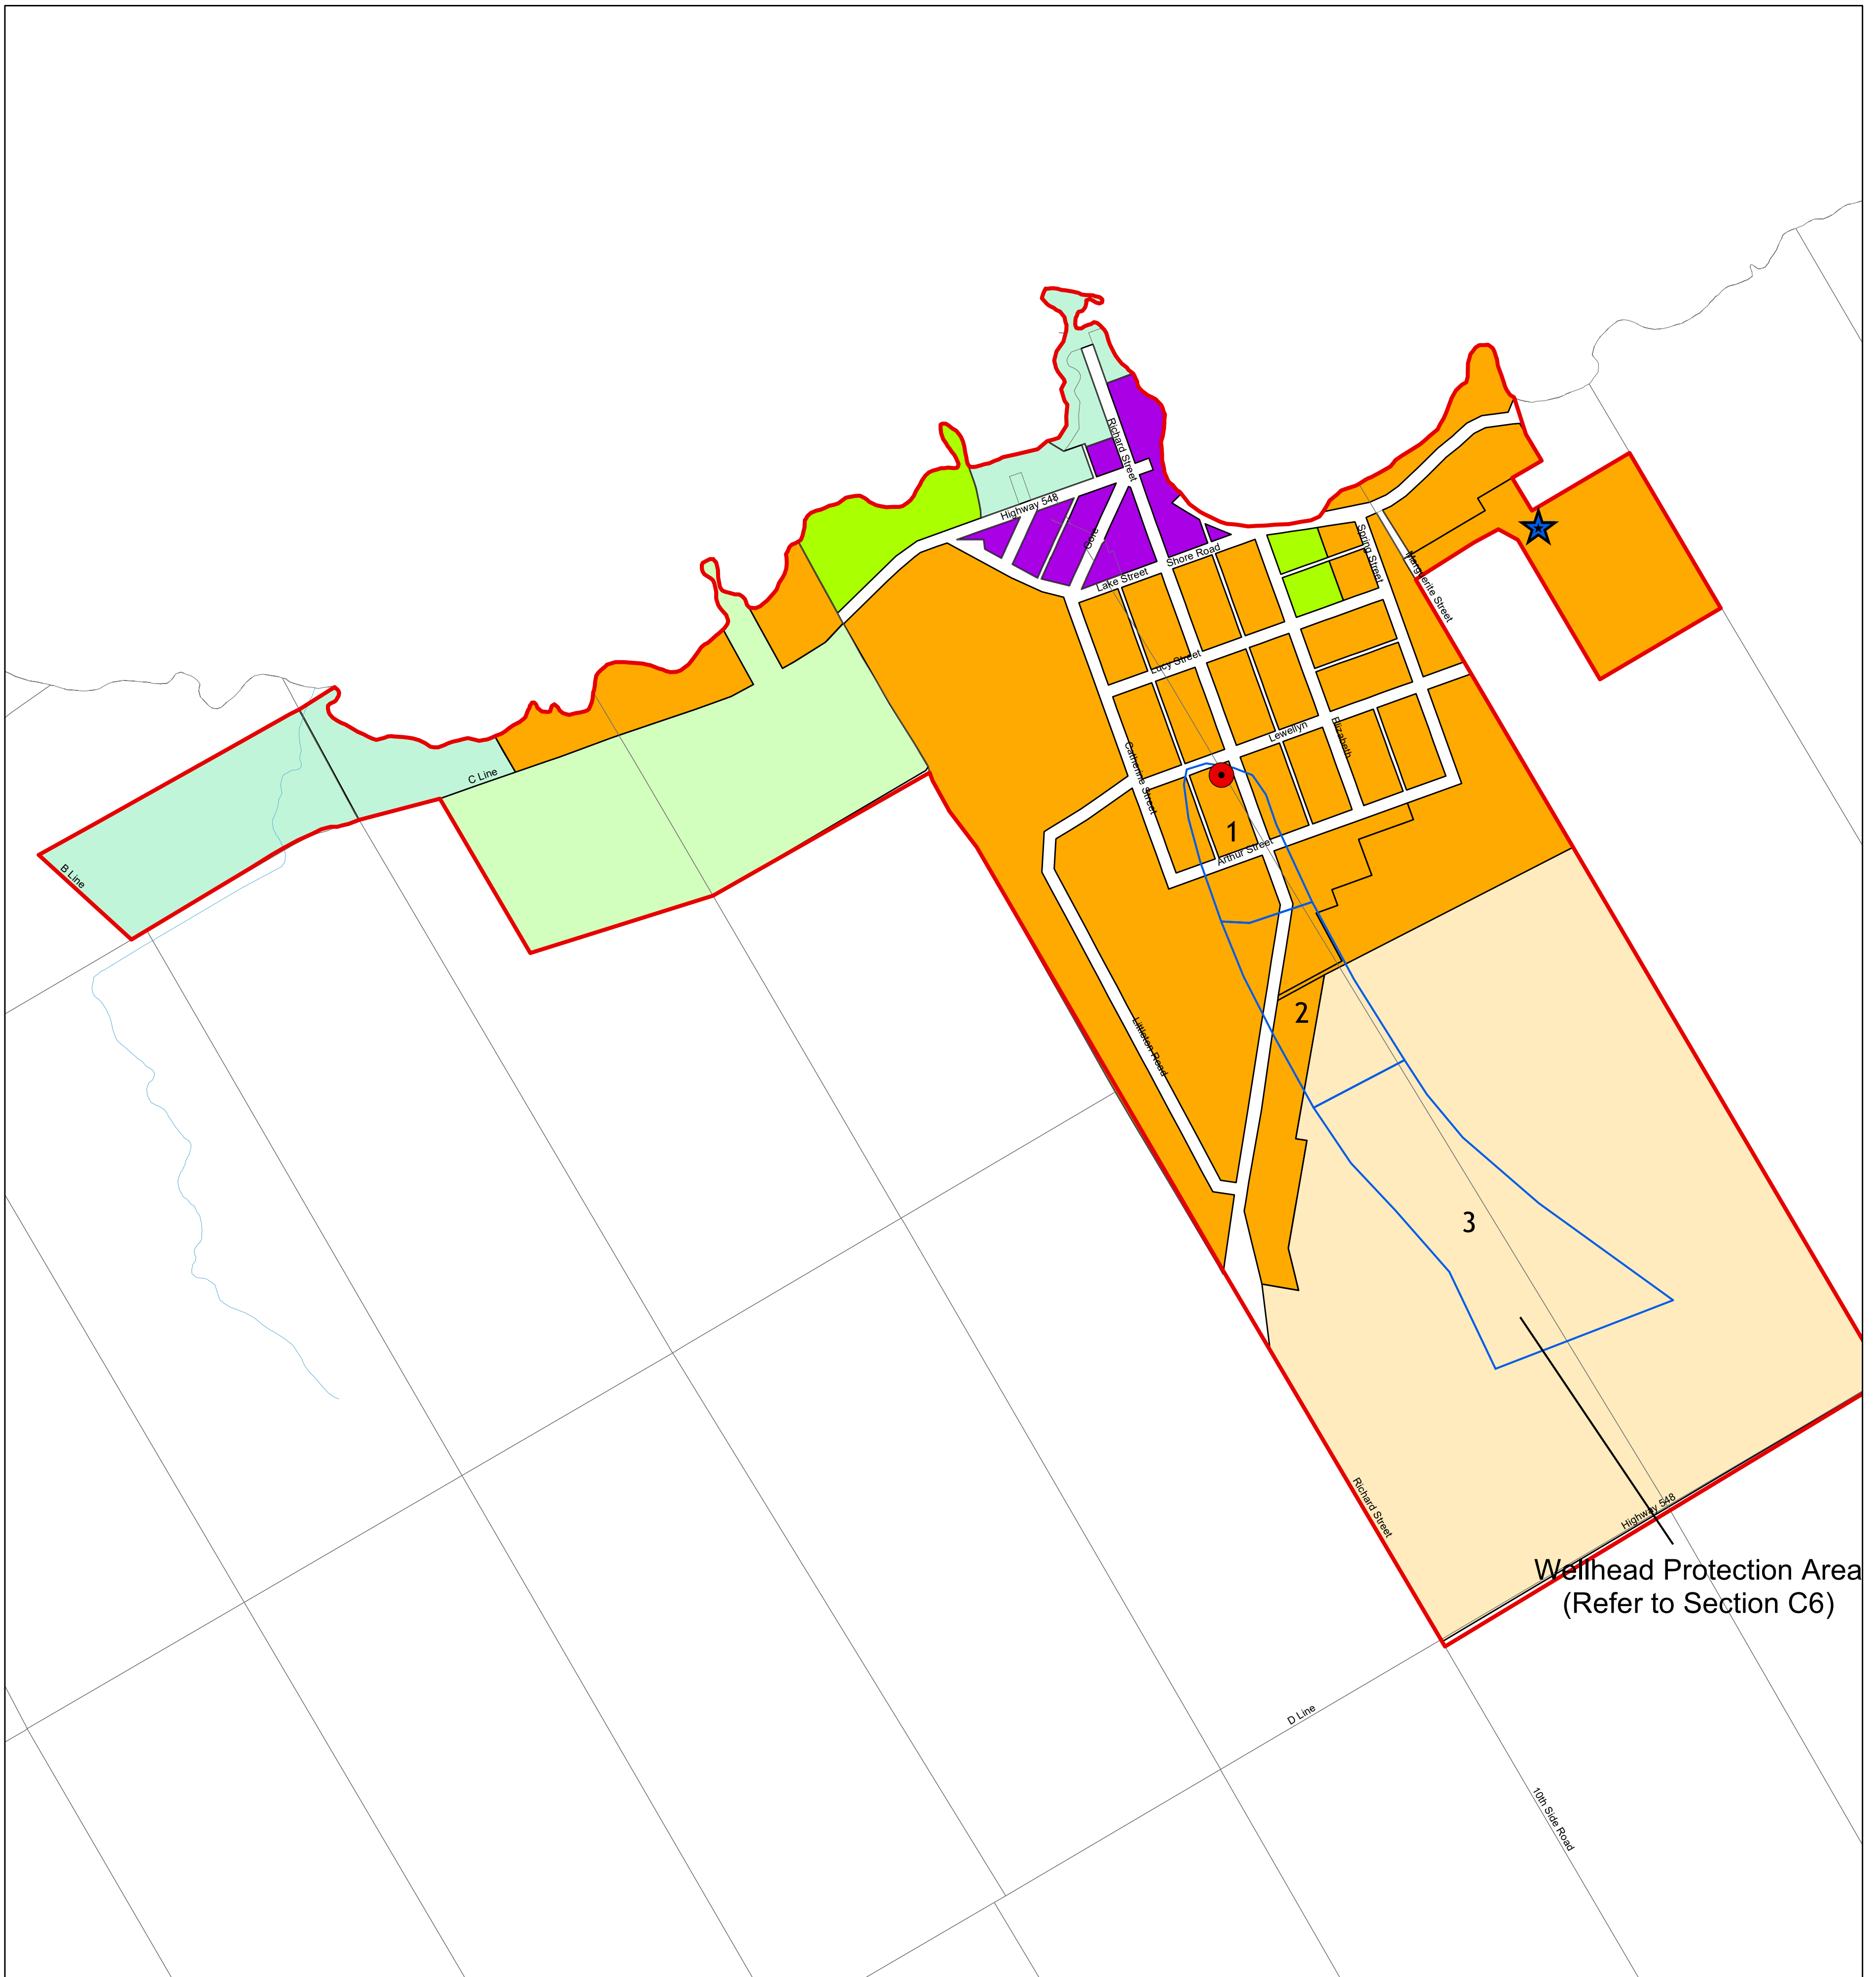 Richard Street
Highway 548
Gore
Shore Road
Lake Street
Spring Street
Marguerite Street
Lucy Street
Lewellyn
Elizabeth
Catherine Street
C Line
1
Arthur Street
B Line
2
Littleton Road
3
Richard Street
Highway 548
Wellhead Protection Area
(Refer to Section C6)
D Line
10th Side Road